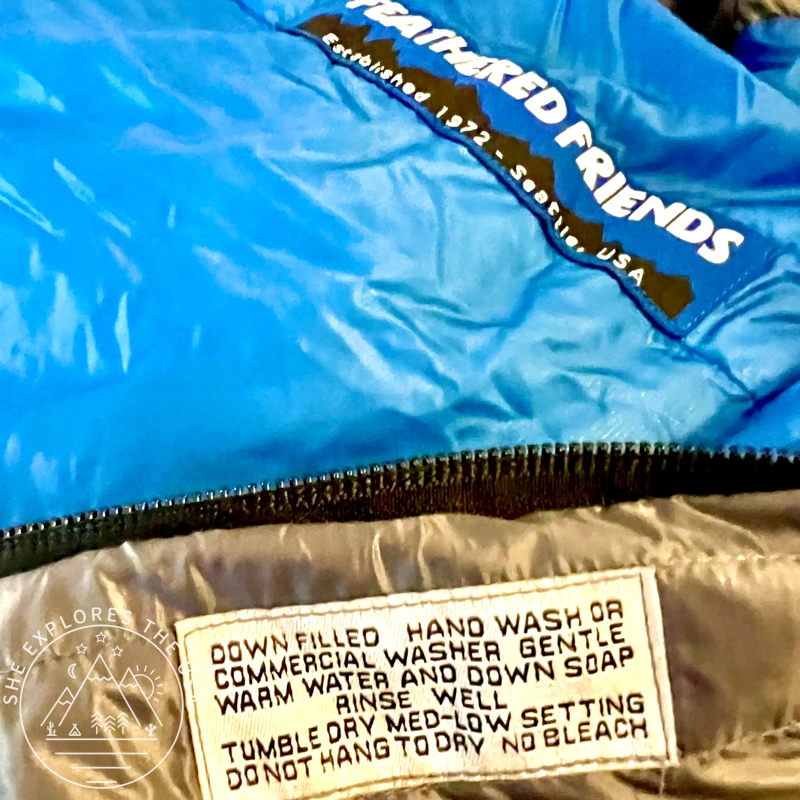 FEATHERED FRIENDS
Established 1972 - Seattle, USA
DOWN FILLED HAND WASH OR
COMMERCIAL WASHER GENTLE
WARM WATER AND DOWN SOAP
RINSE WELL
TUMBLE DRY MED-LOW SETTING
DO NOT HANG TO DRY NO BLEACH
SHE EXPLORES THE